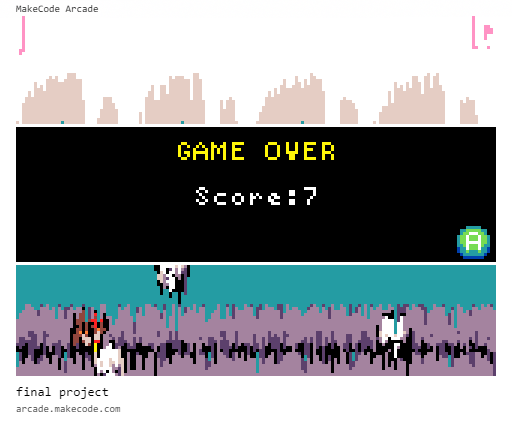 MakeCode Arcade
GAME OVER
Score:7
A
final project
arcade.makecode.com